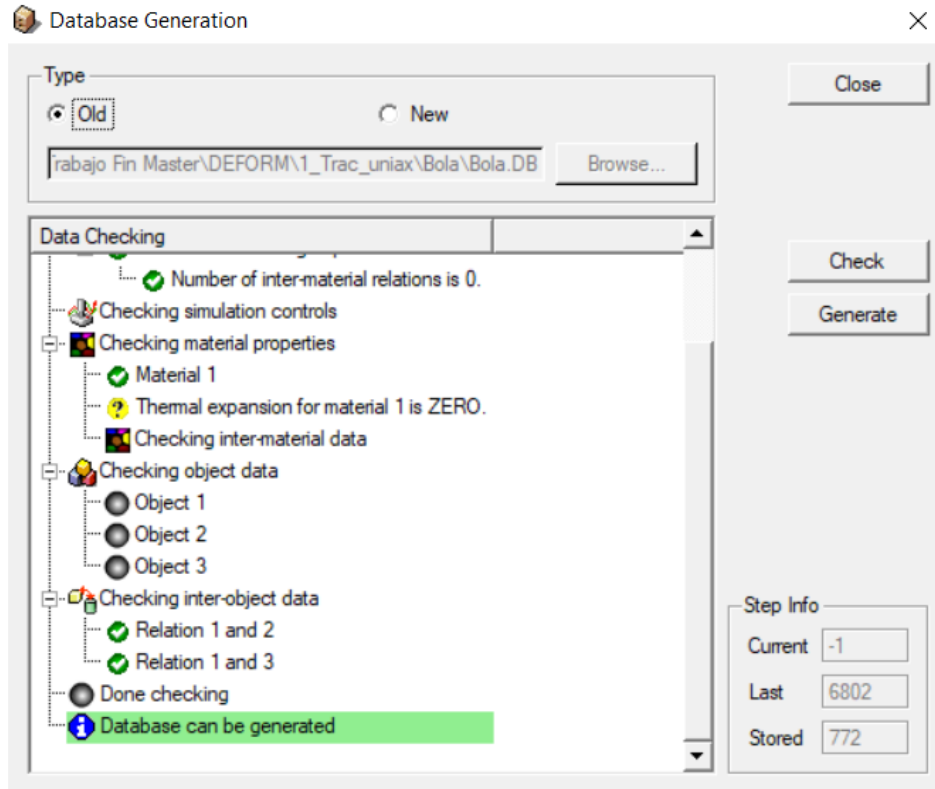 Database Generation
Type
Old
New
Trabajo Fin Master\DEFORM\1_Trac_uniax\Bola\Bola.DB
Browse...
Close
Data Checking
Number of inter-material relations is 0.
Check
Checking simulation controls
Generate
Checking material properties
Material 1
Thermal expansion for material 1 is ZERO.
Checking inter-material data
Checking object data
Object 1
Object 2
Object 3
Checking inter-object data
Relation 1 and 2
Relation 1 and 3
Done checking
Database can be generated
Step Info
Current -1
Last 6802
Stored 772